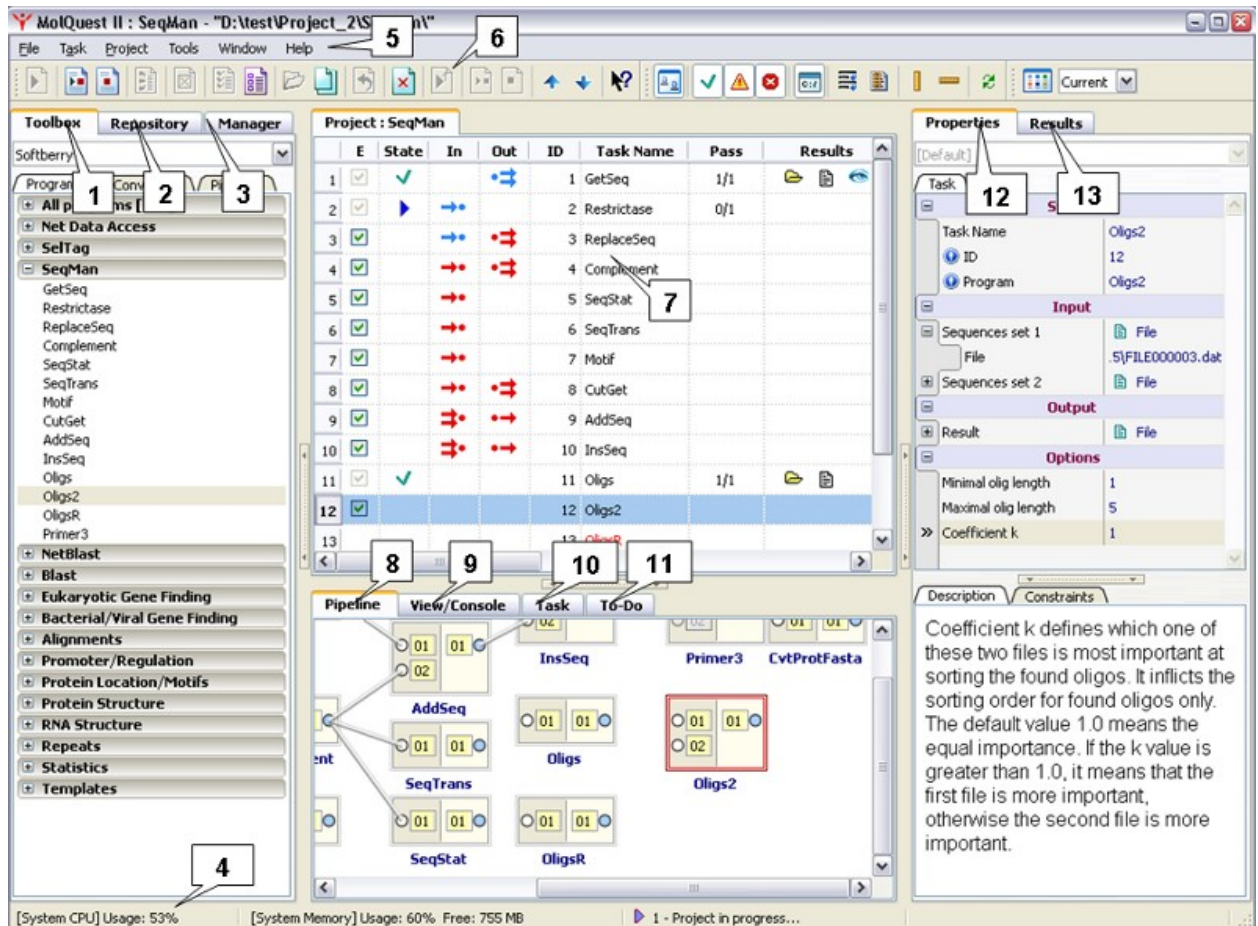 MolQuest II : SeqMan - "D:\test\Project_2\S
n\"
File Task Project Tools Window Help
5
6
Current
Toolbox Repository Manager
Softberry
1
2
3
All p
Net Data Access
SelTag
SeqMan
GetSeq
Restrictase
ReplaceSeq
Complement
SeqStat
SeqTrans
Motif
CutGet
AddSeq
InsSeq
Oligs
Oligs2
OligsR
Primer3
NetBlast
Blast
Eukaryotic Gene Finding
Bacterial/Viral Gene Finding
Alignments
Promoter/Regulation
Protein Location/Motifs
Protein Structure
RNA Structure
Repeats
Statistics
Templates
4
Project : SeqMan
E State In Out ID Task Name Pass Results
1 1 GetSeq 1/1
2 2 Restrictase 0/1
3 3 ReplaceSeq
4 4 Complement
5 5 SeqStat
6 6 SeqTrans
7 7 Motif
8 8 CutGet
9 9 AddSeq
10 10 InsSeq
11 11 Oligs 1/1
12 12 Oligs2
13 13 OligsR
7
8
9
10
11
Pipeline View/Console Task To-Do
01 01
02
AddSeq
02
InsSeq
02
Primer3
01 01
CvtProtFasta
ent
01 01
SeqTrans
01 01
Oligs
01 01
02
Oligs2
01 01
SeqStat
01 01
OligsR
Properties Results
[Default]
Task
12
13
Task Name Oligs2
ID 12
Program Oligs2
Input
Sequences set 1 File
File .5\FILE000003.dat
Sequences set 2 File
Output
Result File
Options
Minimal olig length 1
Maximal olig length 5
Coefficient k 1
Description Constraints
Coefficient k defines which one of
these two files is most important at
sorting the found oligos. It inflicts the
sorting order for found oligos only.
The default value 1.0 means the
equal importance. If the k value is
greater than 1.0, it means that the
first file is more important,
otherwise the second file is more
important.
[System CPU] Usage: 53% [System Memory] Usage: 60% Free: 755 MB 1 - Project in progress...